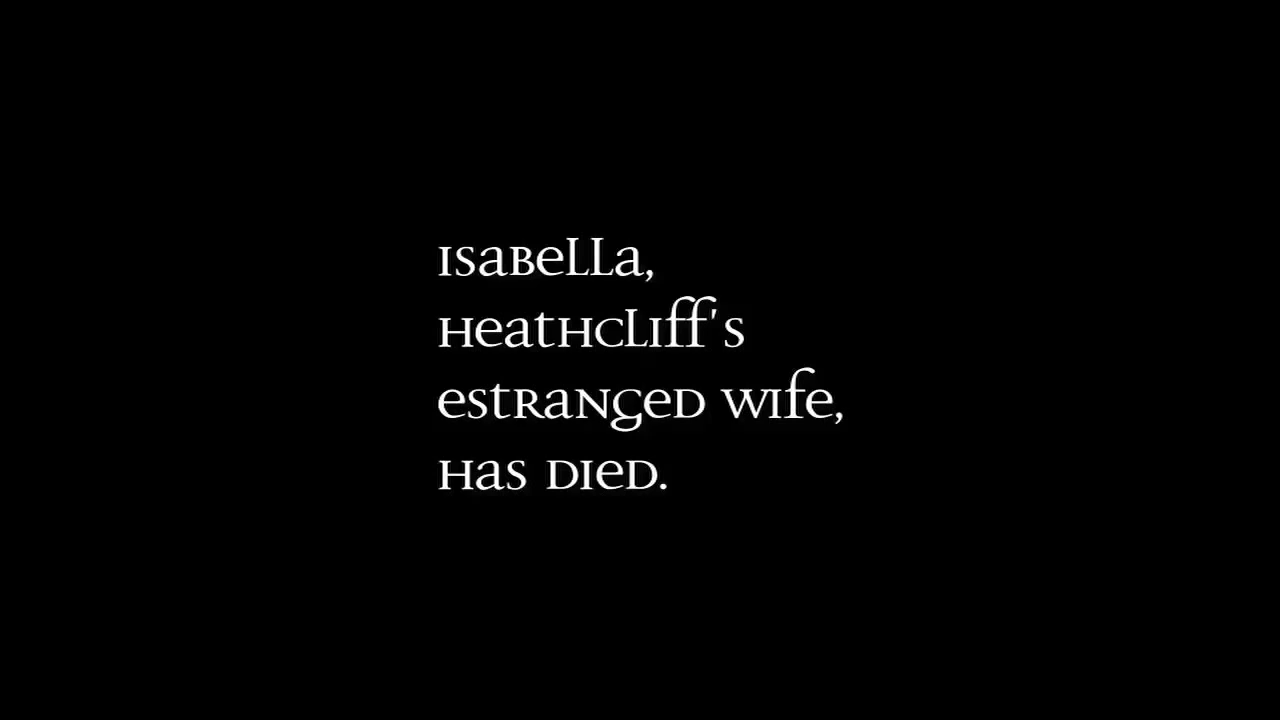 Isabella,
Heathcliff's
estranged wife,
has died.